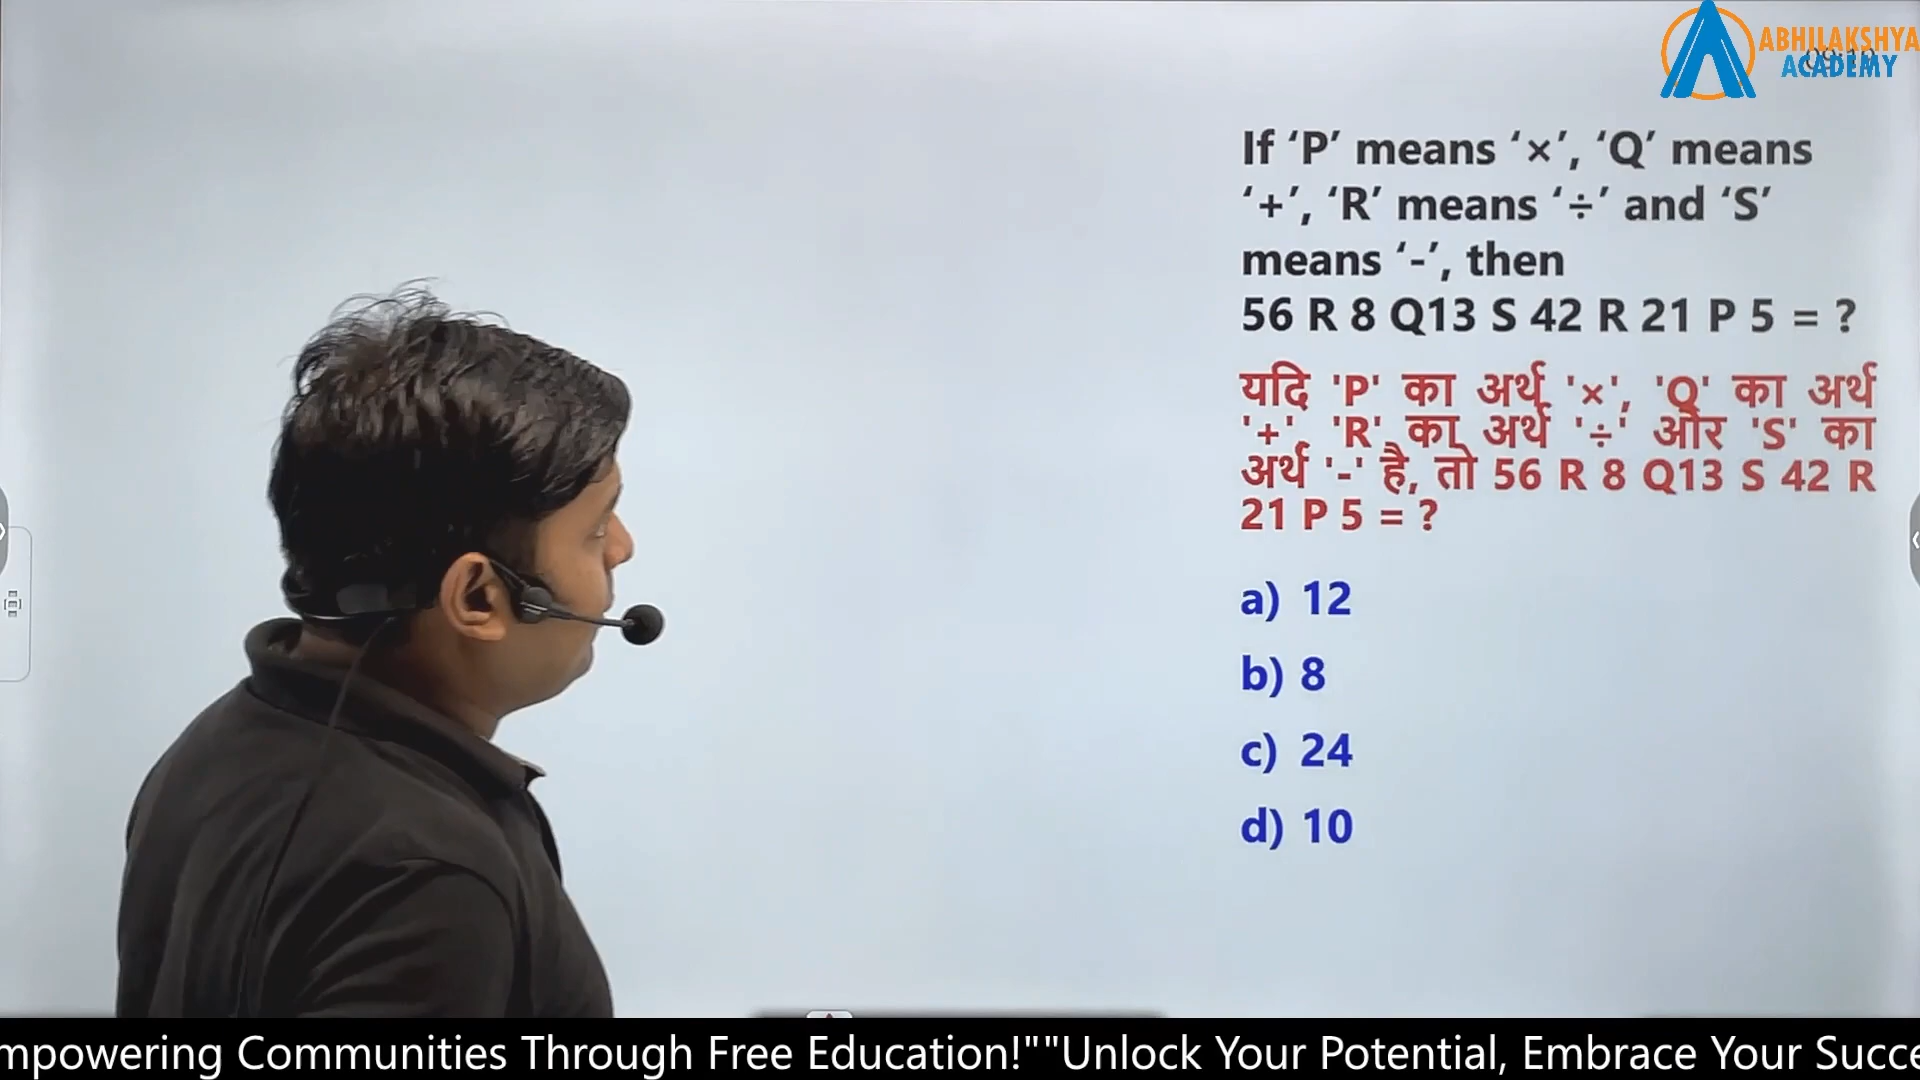 ABHILAKSHYA
ACADEMY
If ‘P’ means ‘×’, ‘Q’ means
‘+’, ‘R’ means ‘÷’ and ‘S’
means ‘-’, then
56 R 8 Q13 S 42 R 21 P 5 = ?
यदि 'P' का अर्थ '×', 'Q' का अर्थ
'+', 'R' का अर्थ '÷' और 'S' का
अर्थ '-' है, तो 56 R 8 Q13 S 42 R
21 P 5 = ?
a) 12
b) 8
c) 24
d) 10
mpowering Communities Through Free Education!""Unlock Your Potential, Embrace Your Succe